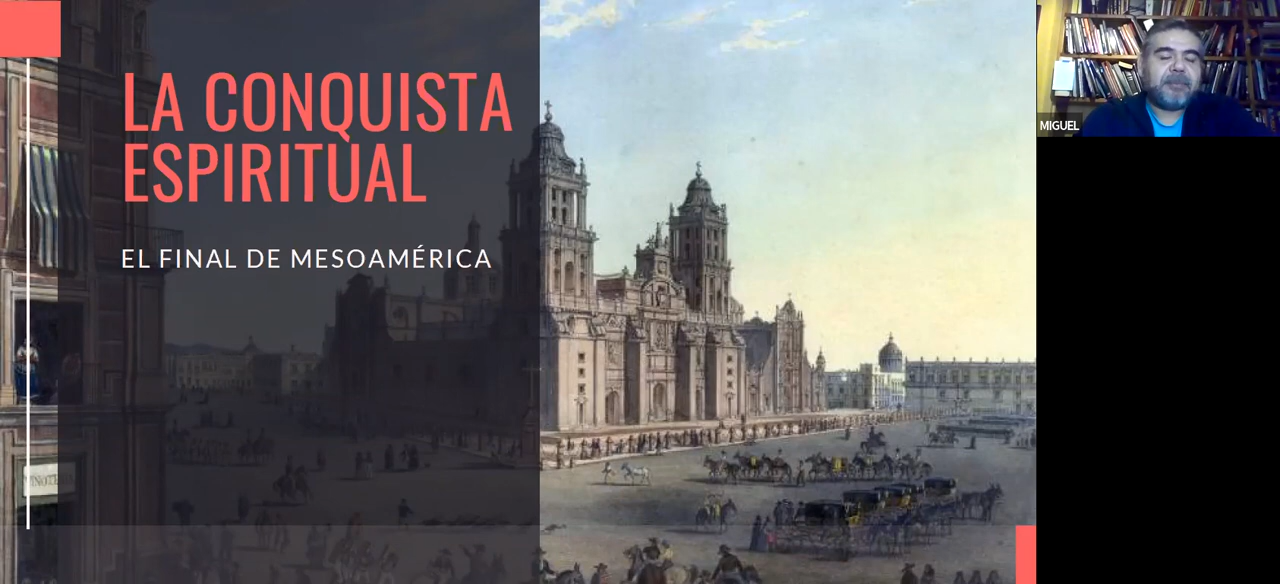 LA CONQUISTA
ESPIRITUAL
EL FINAL DE MESOAMÉRICA
MIGUEL